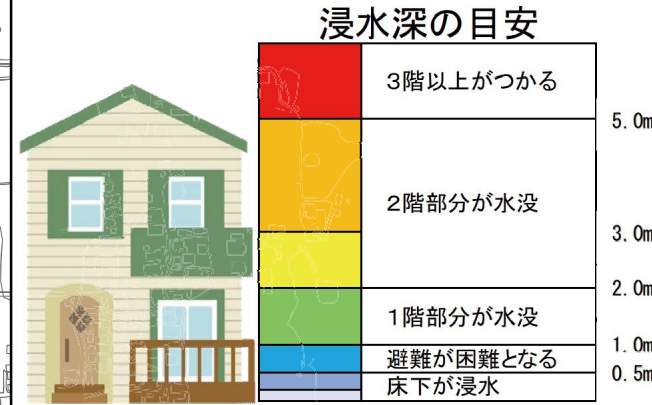 浸水深の目安
3階以上がつかる
5.0m
2階部分が水没
3.0m
2.0m
1階部分が水没
1.0m
避難が困難となる
0.5m
床下が浸水